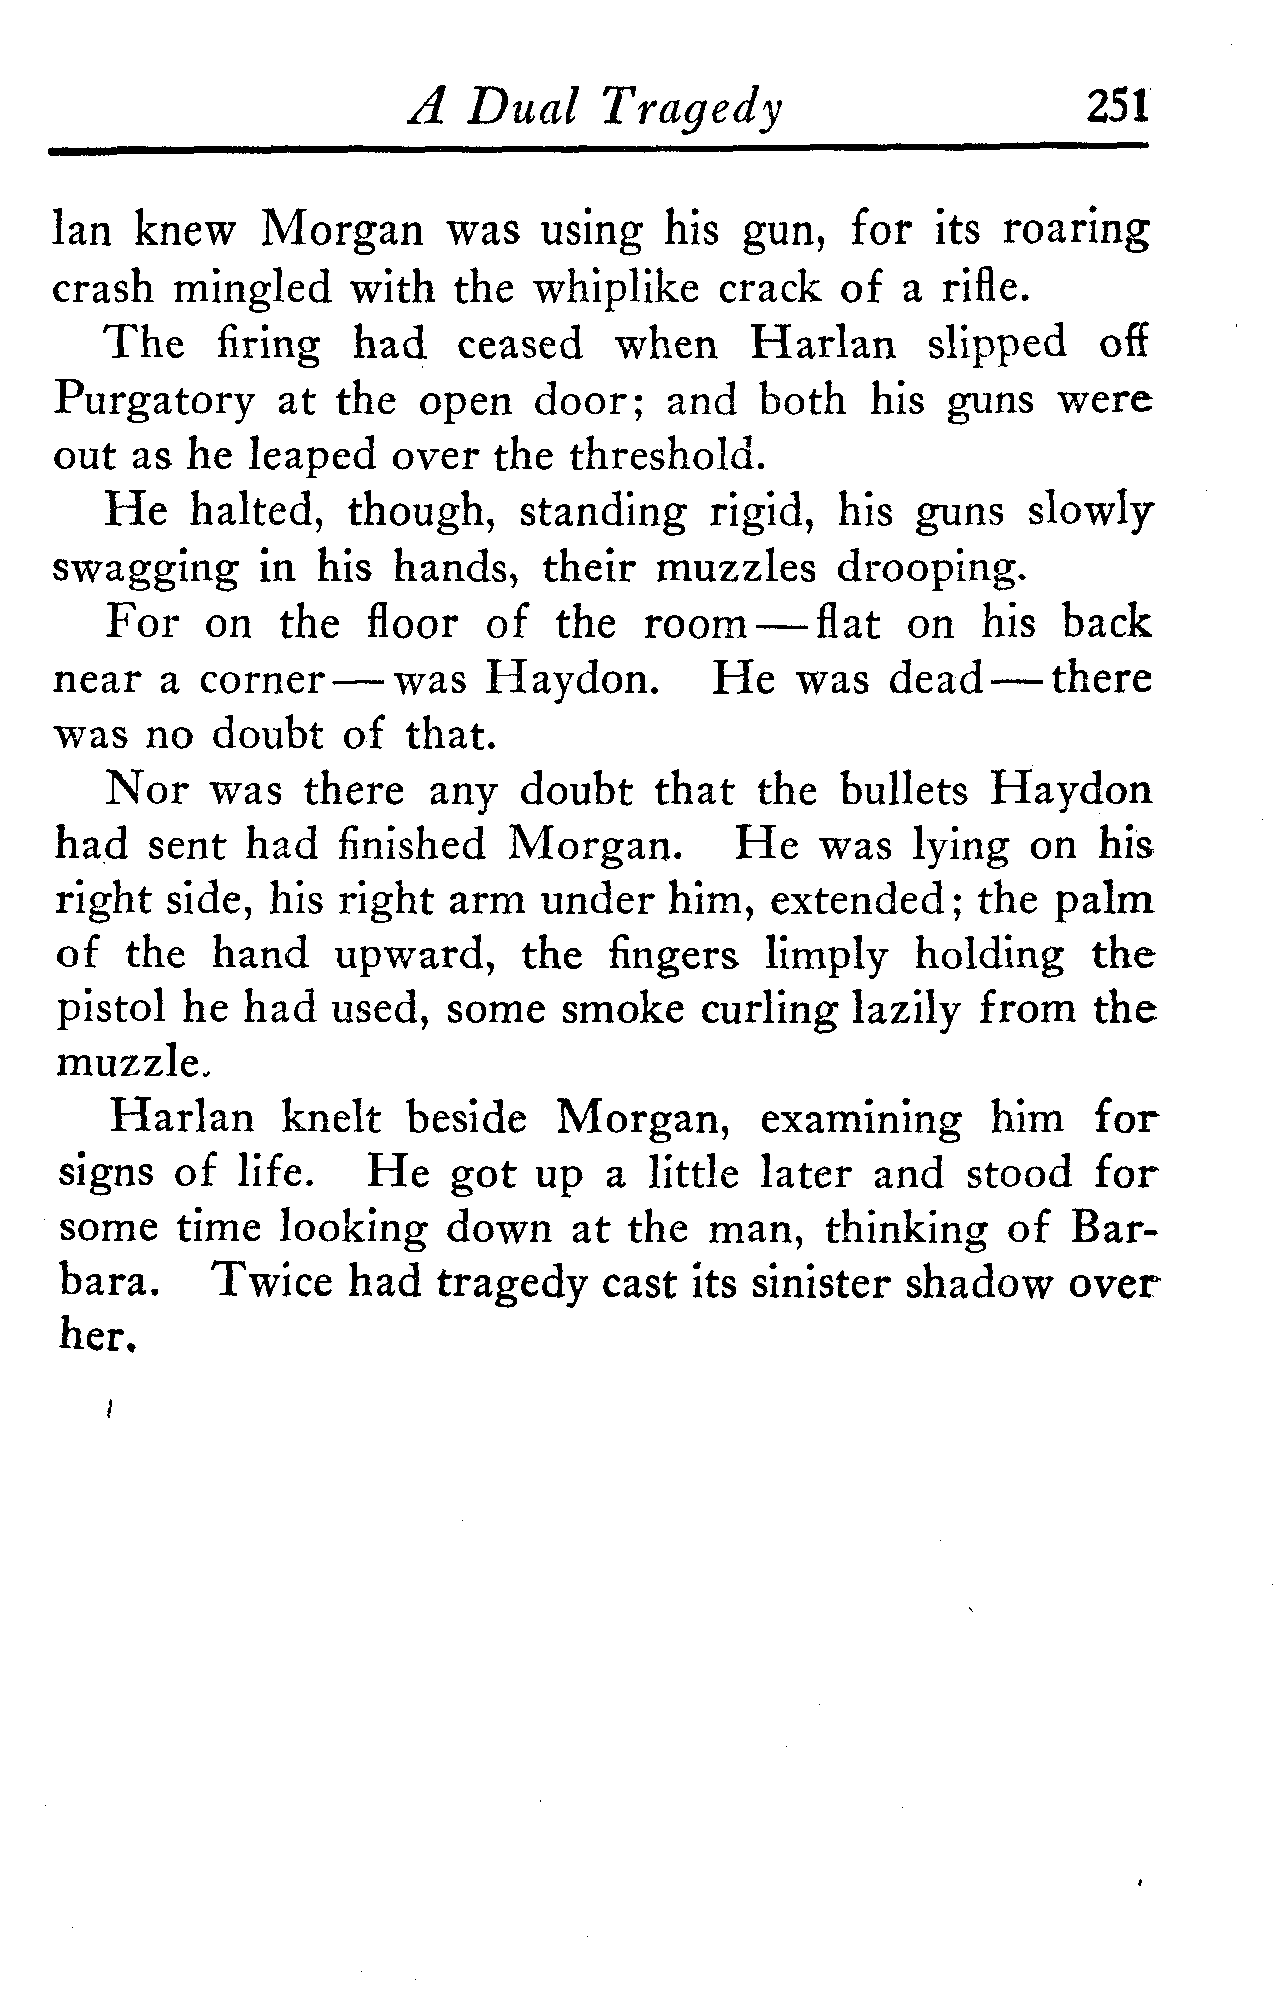 A Dual Tragedy 251
lan knew Morgan was using his gun, for its roaring
crash mingled with the whiplike crack of a rifle.
The firing had ceased when Harlan slipped off
Purgatory at the open door; and both his guns were
out as he leaped over the threshold.
He halted, though, standing rigid, his guns slowly
swagging in his hands, their muzzles drooping.
For on the floor of the room—flat on his back
near a corner—was Haydon. He was dead—there
was no doubt of that.
Nor was there any doubt that the bullets Haydon
had sent had finished Morgan. He was lying on his
right side, his right arm under him, extended; the palm
of the hand upward, the fingers limply holding the
pistol he had used, some smoke curling lazily from the
muzzle.
Harlan knelt beside Morgan, examining him for
signs of life. He got up a little later and stood for
some time looking down at the man, thinking of Bar-
bara. Twice had tragedy cast its sinister shadow over
her.